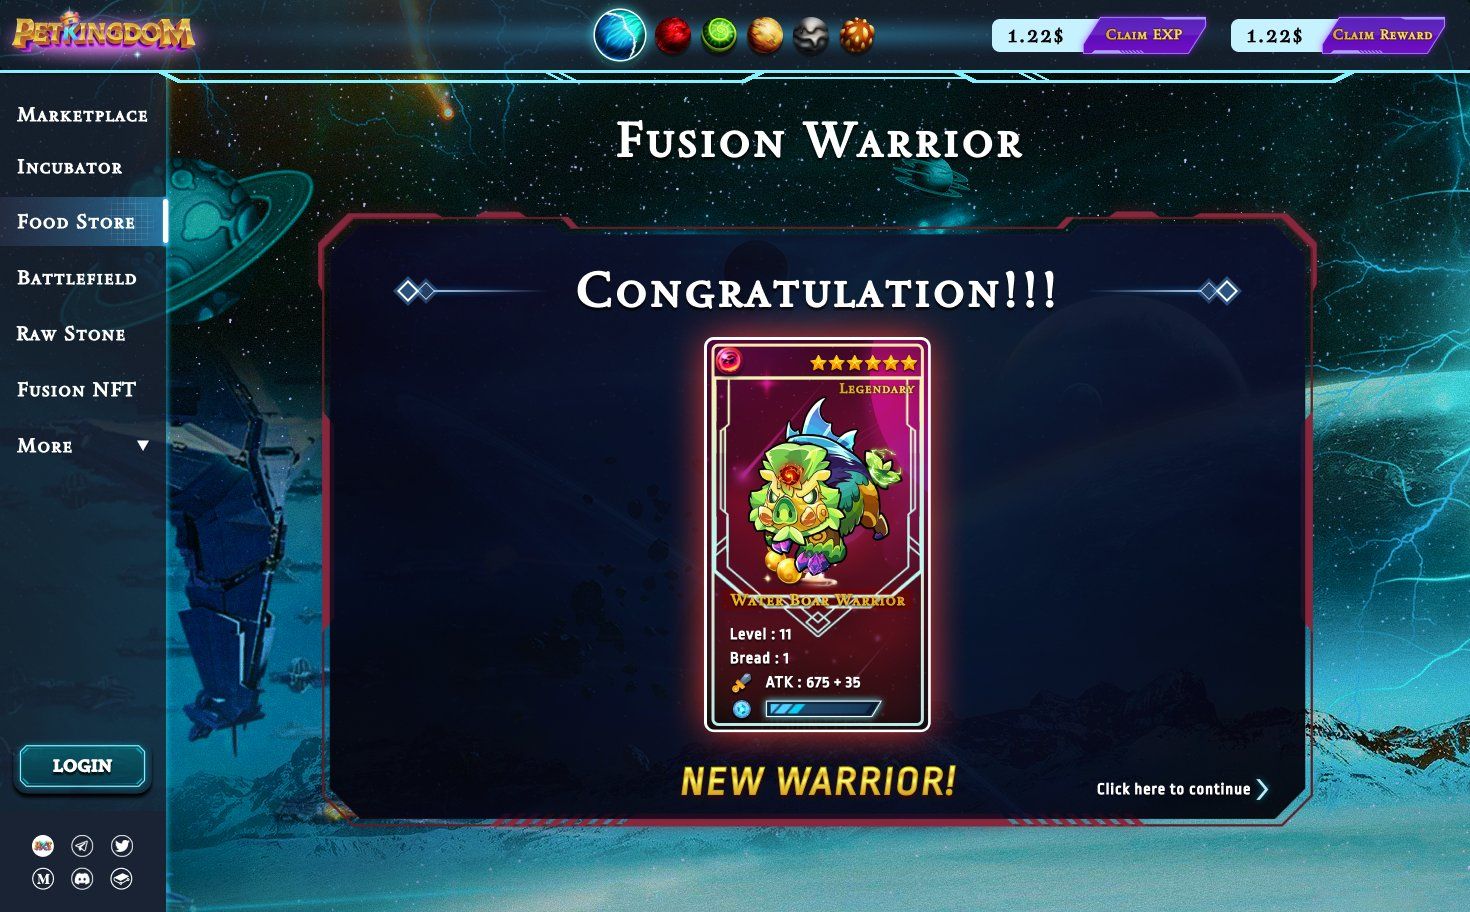 PETKINGDOM
1.22$
CLAIM EXP
1.22$
CLAIM REWARD
MARKETPLACE
INCUBATOR
FOOD STORE
BATTLEFIELD
RAW STONE
FUSION NFT
MORE
LOGIN
M
FUSION WARRIOR
CONGRATULATION!!!
LEGENDARY
WATER BOAR WARRIOR
Level : 11
Bread : 1
ATK : 675 + 35
NEW WARRIOR!
Click here to continue